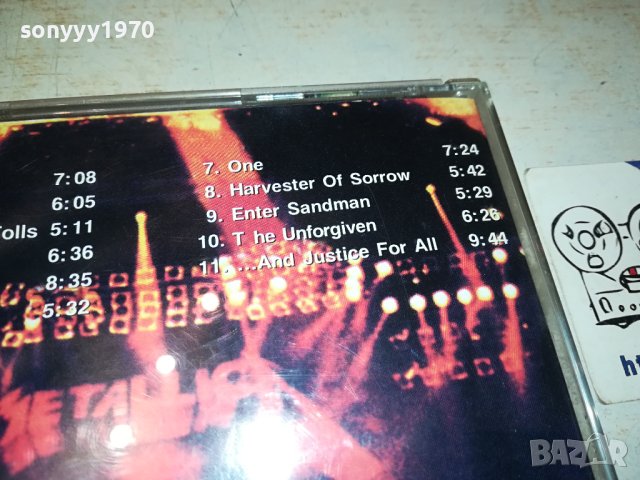 sonyyy1970
7:08
6:05
Tolls 5:11
6:36
8:35
5:32
7. One 7:24
8. Harvester Of Sorrow 5:42
9. Enter Sandman 5:29
10. T he Unforgiven 6:26
11. ...And Justice For All 9:44
METALLICA
BAZAR